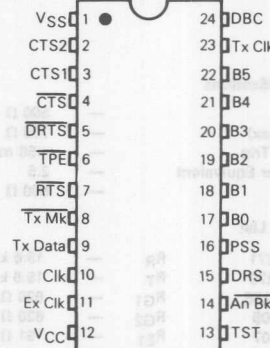 VSS 1 24 DBC
CTS2 2 23 Tx Clk
CTS1 3 22 B5
CTS 4 21 B4
DRTS 5 20 B3
TPE 6 19 B2
RTS 7 18 B1
Tx Mk 8 17 B0
Tx Data 9 16 PSS
Clk 10 15 DRS
Ex Clk 11 14 An Bk
VCC 12 13 TST